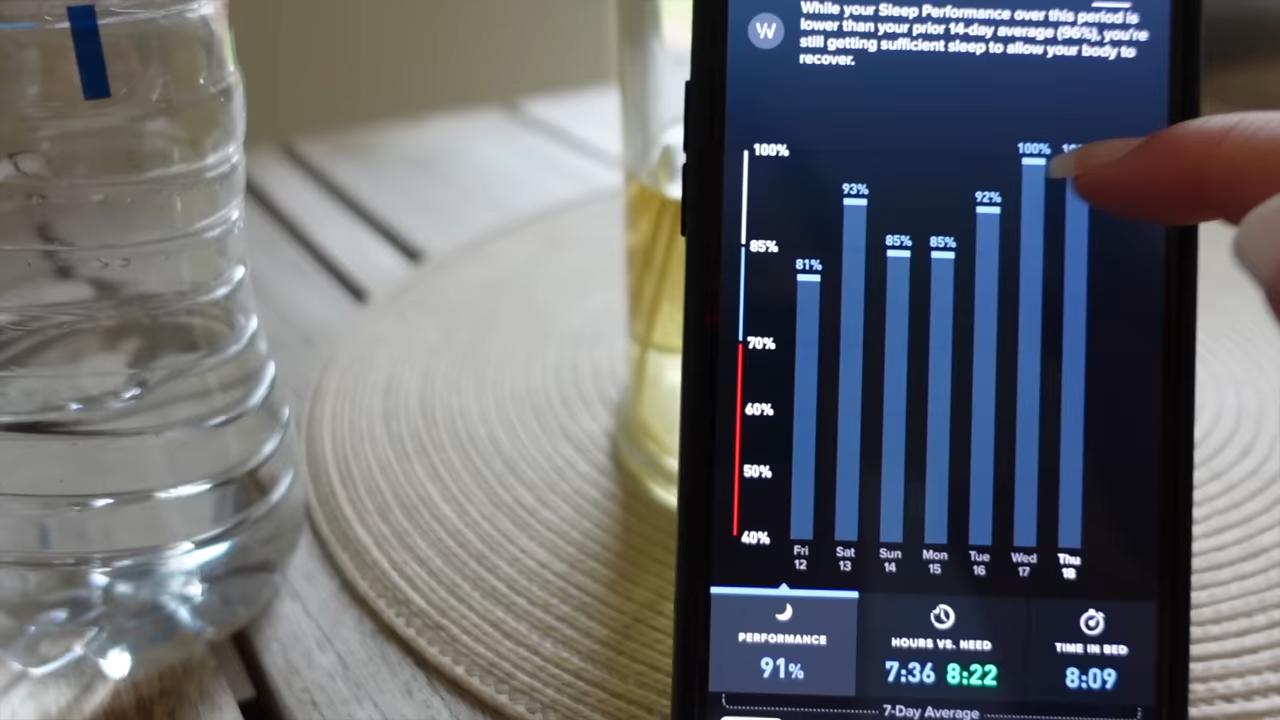 W
While your Sleep Performance over this period is
lower than your prior 14-day average (96%), you're
still getting sufficient sleep to allow your body to
recover.
100%
85%
70%
60%
50%
40%
81%
93%
85%
85%
92%
100%
Fri
12
Sat
13
Sun
14
Mon
15
Tue
16
Wed
17
Thu
18
PERFORMANCE
91%
HOURS VS. NEED
7:36 8:22
TIME IN BED
8:09
7-Day Average